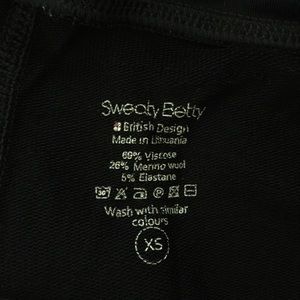 Sweaty Betty
British Design
Made in Lithuania
69% Viscose
26% Merino wool
5% Elastane
Wash with similar
colours
XS